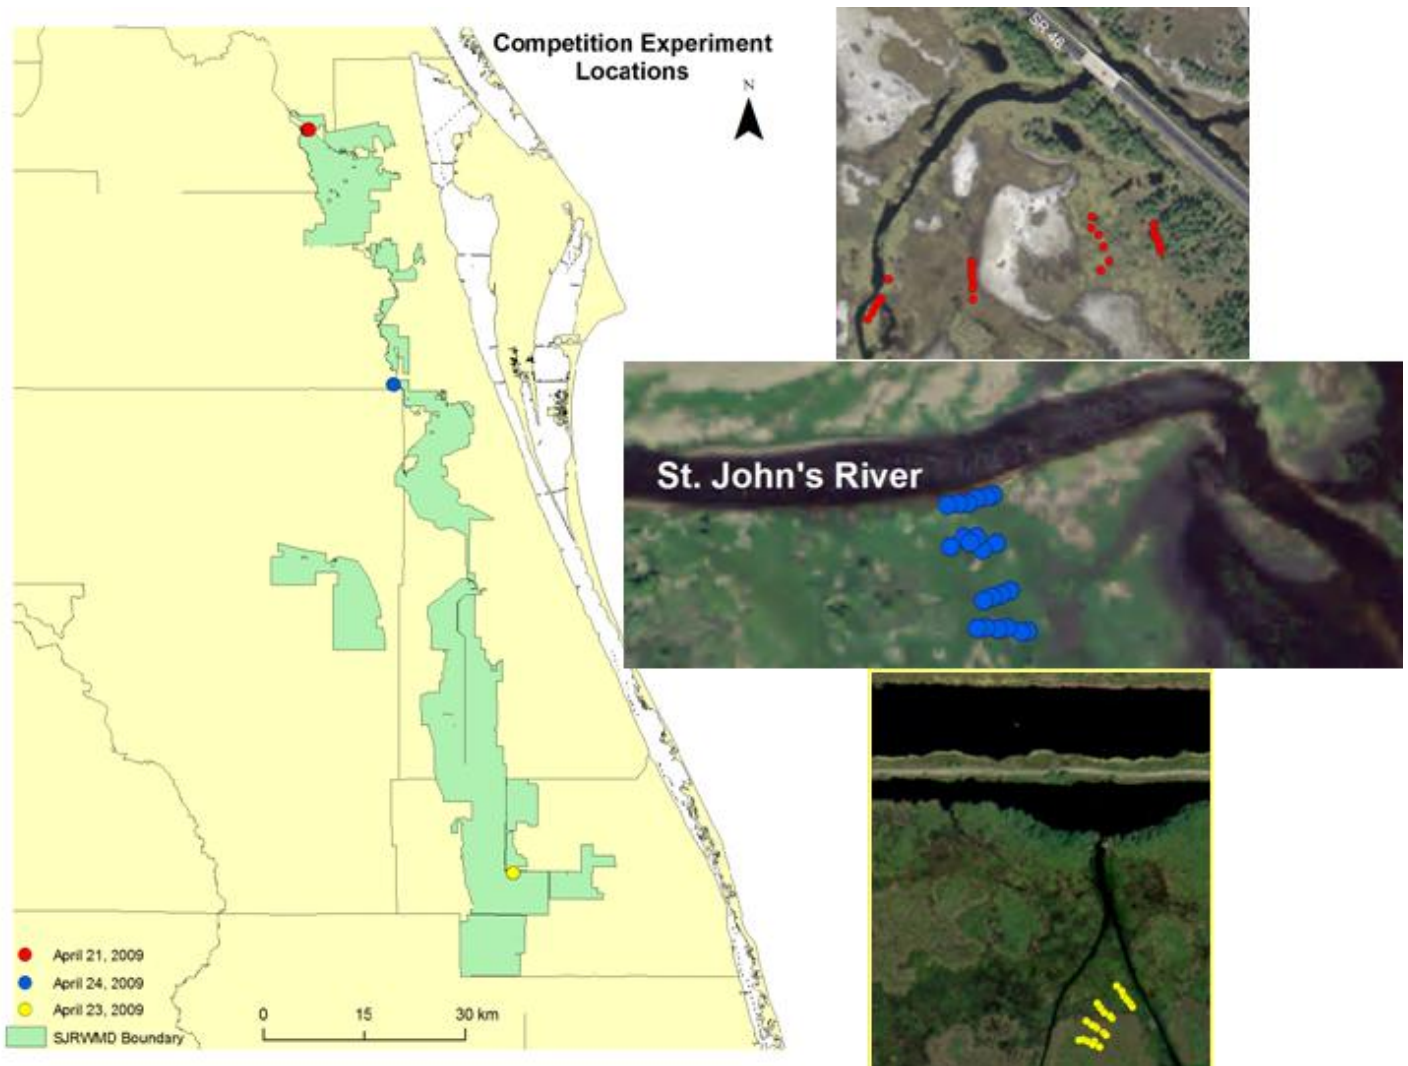 Competition Experiment
Locations
N
SR 46
St. John's River
April 21, 2009
April 24, 2009
April 23, 2009
SJRWMD Boundary
0 15 30 km